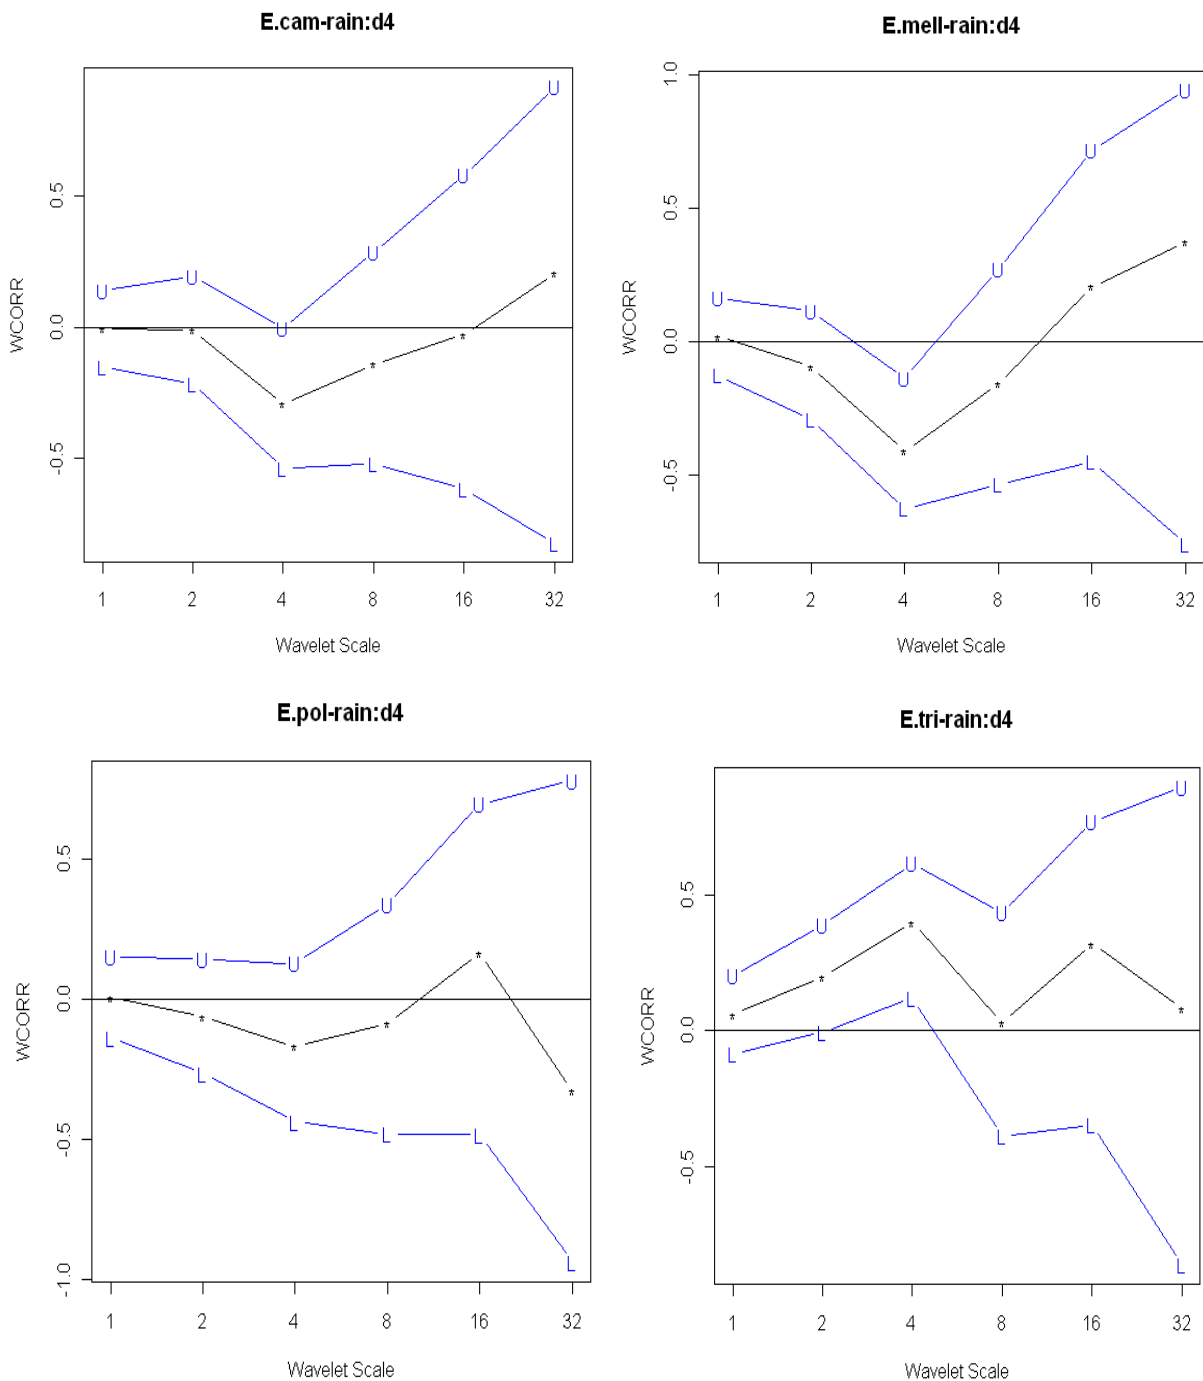 E.cam-rain:d4
WCORR
0.5
0.0
-0.5
U U U U U U
* * * * * *
L L L L L L
1 2 4 8 16 32
Wavelet Scale
E.mell-rain:d4
WCORR
1.0
0.5
0.0
-0.5
U U U U U U
* * * * * *
L L L L L L
1 2 4 8 16 32
Wavelet Scale
E.pol-rain:d4
WCORR
0.5
0.0
-0.5
-1.0
U U U U U U
* * * * * *
L L L L L L
1 2 4 8 16 32
Wavelet Scale
E.tri-rain:d4
WCORR
0.5
0.0
-0.5
U U U U U U
* * * * * *
L L L L L L
1 2 4 8 16 32
Wavelet Scale